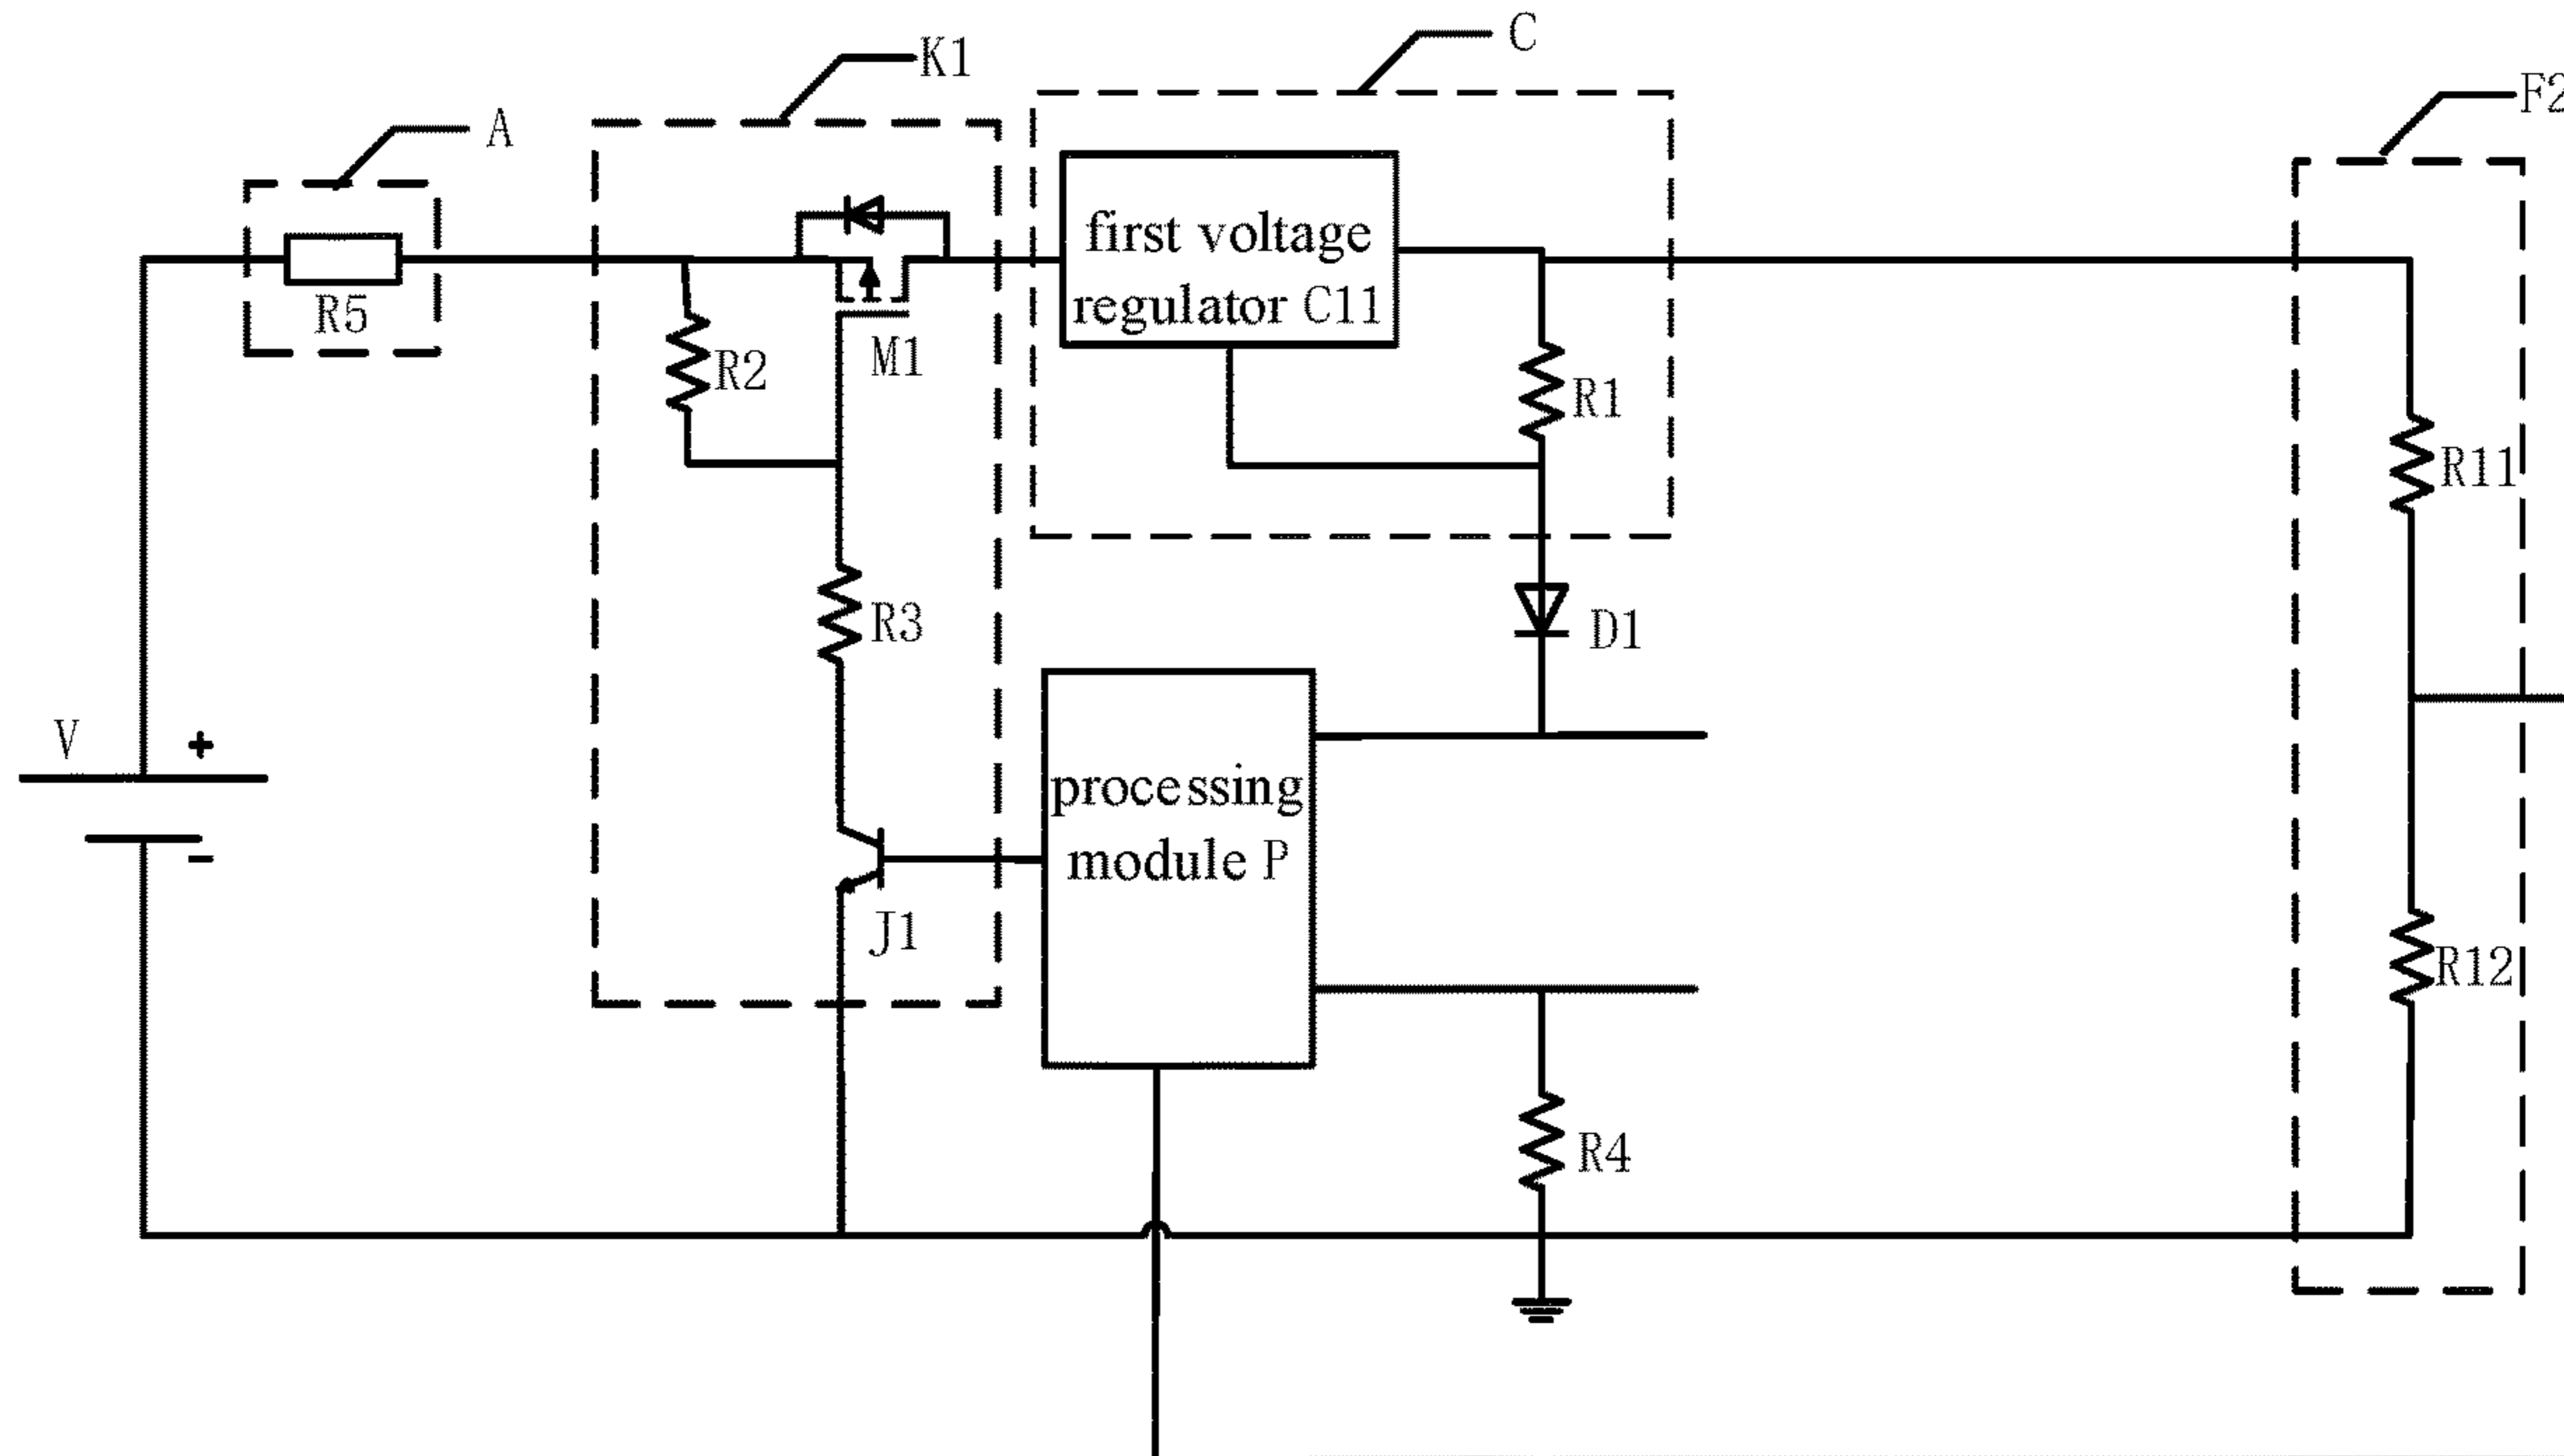 C
K1
F2
A
first voltage
regulator C11
R5
M1
R2
R1
R11
R3
D1
V
+
processing
module P
-
J1
R12
R4